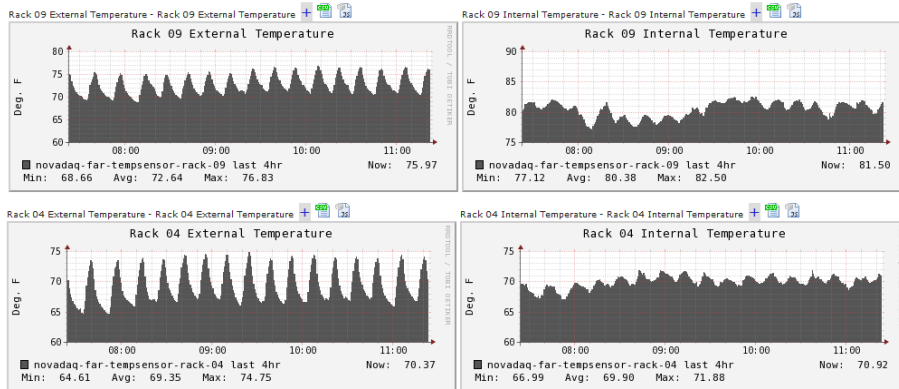 Rack 09 External Temperature - Rack 09 External Temperature +
Rack 09 External Temperature
Deg. F
80
75
70
65
60
08:00 09:00 10:00 11:00
RRDTOOL / TOBI OETIKER
novadaq-far-tempsensor-rack-09 last 4hr Now: 75.97
Min: 68.66 Avg: 72.64 Max: 76.83
Rack 09 Internal Temperature - Rack 09 Internal Temperature +
Rack 09 Internal Temperature
Deg. F
90
85
80
75
08:00 09:00 10:00 11:00
novadaq-far-tempsensor-rack-09 last 4hr Now: 81.50
Min: 77.12 Avg: 80.38 Max: 82.50
Rack 04 External Temperature - Rack 04 External Temperature +
Rack 04 External Temperature
Deg. F
75
70
65
60
08:00 09:00 10:00 11:00
RRDTOOL / TOBI OETIKER
novadaq-far-tempsensor-rack-04 last 4hr Now: 70.37
Min: 64.61 Avg: 69.35 Max: 74.75
Rack 04 Internal Temperature - Rack 04 Internal Temperature +
Rack 04 Internal Temperature
Deg. F
75
70
65
60
08:00 09:00 10:00 11:00
novadaq-far-tempsensor-rack-04 last 4hr Now: 70.92
Min: 66.99 Avg: 69.90 Max: 71.88